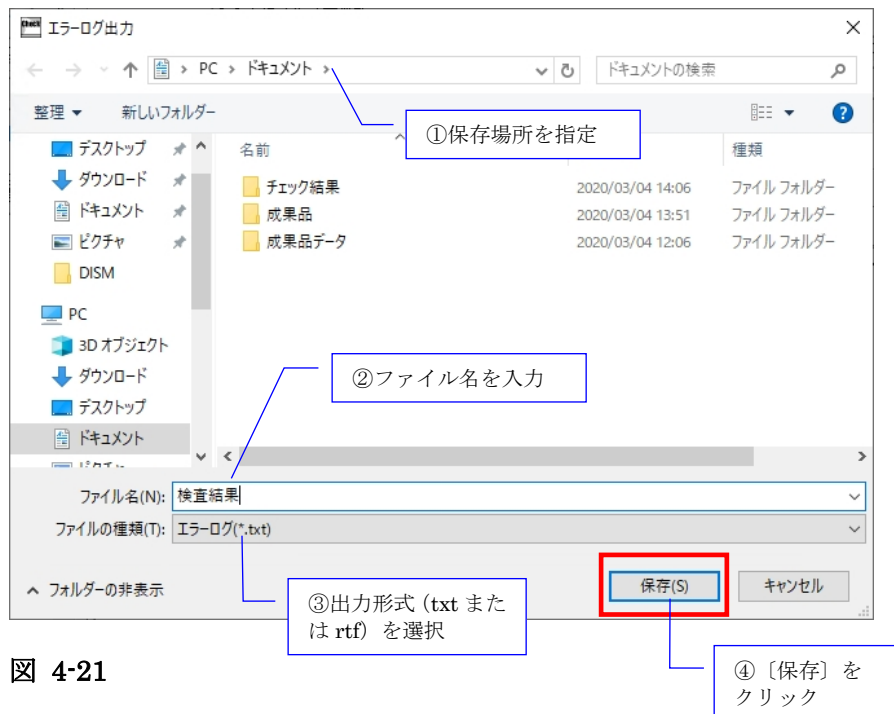 Check エラーログ出力
PC > ドキュメント >
ドキュメントの検索
整理 新しいフォルダー
①保存場所を指定
デスクトップ
ダウンロード
ドキュメント
ピクチャ
DISM
PC
3D オブジェクト
ダウンロード
デスクトップ
ドキュメント
名前 種類
チェック結果 2020/03/04 14:06 ファイル フォルダー
成果品 2020/03/04 13:51 ファイル フォルダー
成果品データ 2020/03/04 12:06 ファイル フォルダー
②ファイル名を入力
ファイル名(N): 検査結果
ファイルの種類(T): エラーログ(*.txt)
フォルダーの非表示
③出力形式（txt また
は rtf）を選択
保存(S) キャンセル
④〔保存〕を
クリック
図 4-21